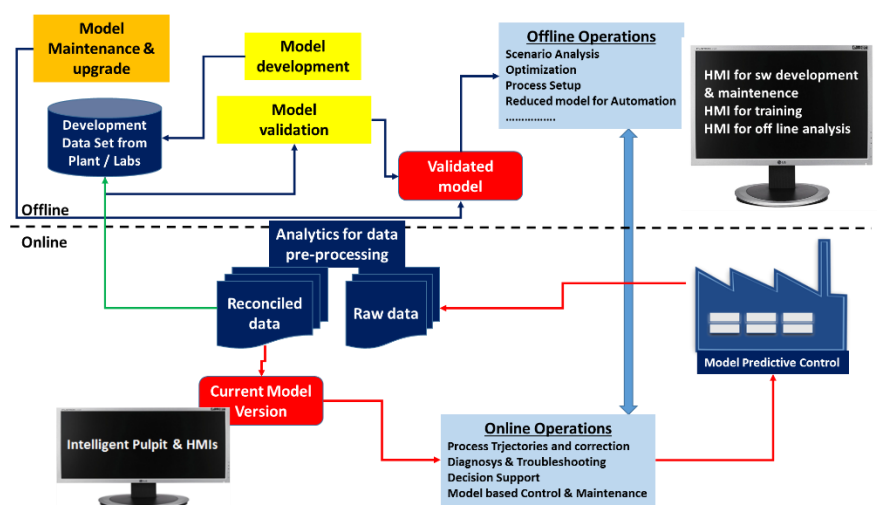 Model
Maintenance &
upgrade
Model
development
Development
Data Set from
Plant / Labs
Model
validation
Validated
model
Offline Operations
Scenario Analysis
Optimization
Process Setup
Reduced model for Automation
................
HMI for sw development
& maintenence
HMI for training
HMI for off line analysis
Offline
Online
Analytics for data
pre-processing
Reconciled
data
Raw data
Model Predictive Control
Current Model
Version
Intelligent Pulpit & HMIs
Online Operations
Process Trjectories and correction
Diagnosys & Troubleshooting
Decision Support
Model based Control & Maintenance